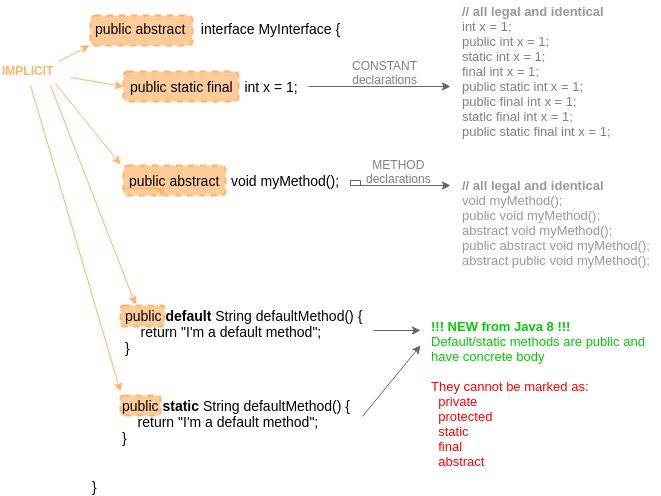 public abstract interface MyInterface {
IMPLICIT
public static final int x = 1;
CONSTANT
declarations
// all legal and identical
int x = 1;
public int x = 1;
static int x = 1;
final int x = 1;
public static int x = 1;
public final int x = 1;
static final int x = 1;
public static final int x = 1;
public abstract void myMethod();
METHOD
declarations
// all legal and identical
void myMethod();
public void myMethod();
abstract void myMethod();
public abstract void myMethod();
abstract public void myMethod();
public default String defaultMethod() {
return "I'm a default method";
}
!!! NEW from Java 8 !!!
Default/static methods are public and
have concrete body
They cannot be marked as:
private
protected
static
final
abstract
public static String defaultMethod() {
return "I'm a default method";
}
}